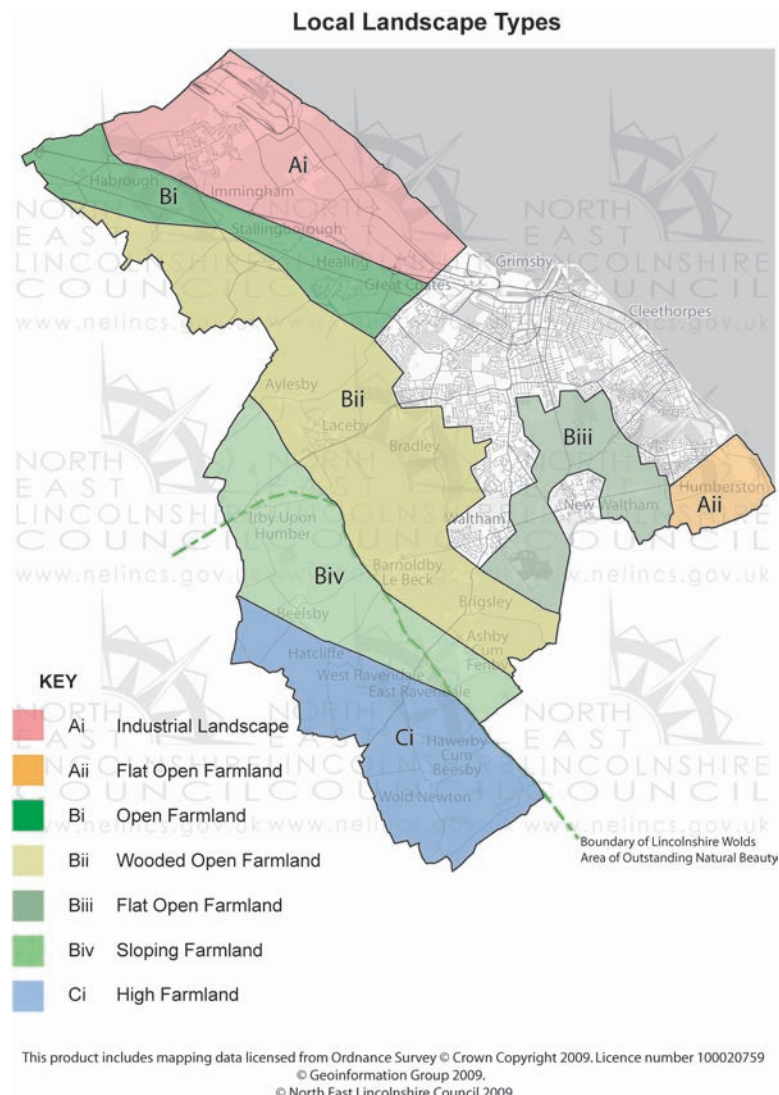 Local Landscape Types
Ai
Habrough
Immingham
Bi
Stallingborough
Healing
Great Coates
Grimsby
Cleethorpes
Aylesby
Bii
Laceby
Bradley
Biii
Humberston
Aii
New Waltham
Waltham
Irby Upon
Humber
Barnoldby
Le Beck
Biv
Brigsley
Beelsby
Ashby
Cum
Fenby
Hatcliffe
West Ravendale
East Ravendale
Ci
Hawerby
Cum
Beesby
Wold Newton
KEY
Ai Industrial Landscape
Aii Flat Open Farmland
Bi Open Farmland
Bii Wooded Open Farmland
Biii Flat Open Farmland
Biv Sloping Farmland
Ci High Farmland
Boundary of Lincolnshire Wolds
Area of Outstanding Natural Beauty
NORTH
EAST
LINCOLNSHIRE
COUNCIL
www.nelincs.gov.uk
This product includes mapping data licensed from Ordnance Survey © Crown Copyright 2009. Licence number 100020759
© Geoinformation Group 2009.
© North East Lincolnshire Council 2009